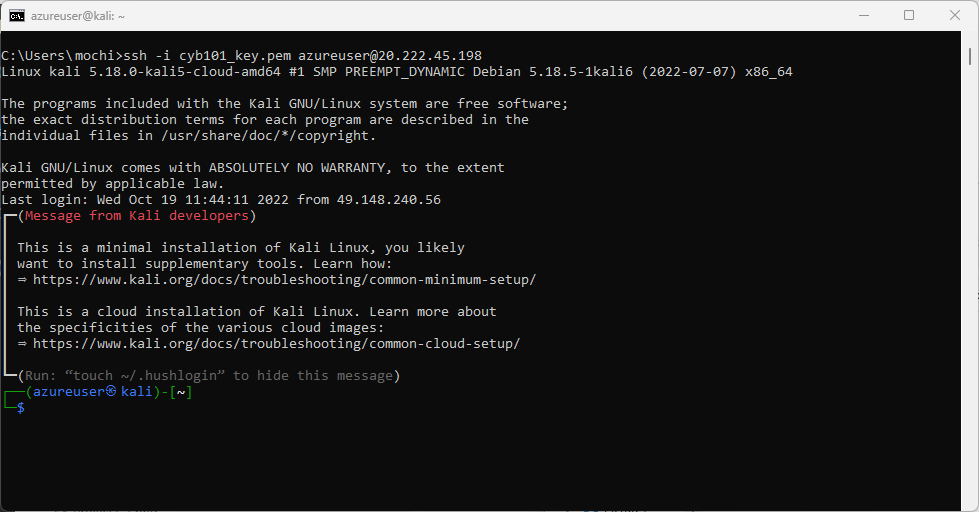 azureuser@kali: ~
C:\Users\mochi>ssh -i cyb101_key.pem azureuser@20.222.45.198
Linux kali 5.18.0-kali5-cloud-amd64 #1 SMP PREEMPT_DYNAMIC Debian 5.18.5-1kali6 (2022-07-07) x86_64
The programs included with the Kali GNU/Linux system are free software;
the exact distribution terms for each program are described in the
individual files in /usr/share/doc/*/copyright.
Kali GNU/Linux comes with ABSOLUTELY NO WARRANTY, to the extent
permitted by applicable law.
Last login: Wed Oct 19 11:44:11 2022 from 49.148.240.56
┏━(Message from Kali developers)
┃ This is a minimal installation of Kali Linux, you likely
┃ want to install supplementary tools. Learn how:
┃ ⇒ https://www.kali.org/docs/troubleshooting/common-minimum-setup/
┃ This is a cloud installation of Kali Linux. Learn more about
┃ the specificities of the various cloud images:
┃ ⇒ https://www.kali.org/docs/troubleshooting/common-cloud-setup/
┗━(Run: “touch ~/.hushlogin” to hide this message)
┌──(azureuser㉿kali)-[~]
└─$